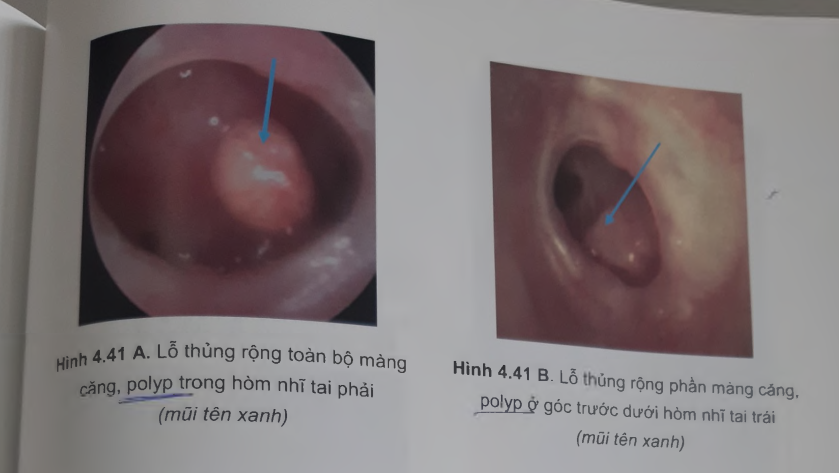 Hình 4.41 A. Lỗ thủng rộng toàn bộ màng
căng, polyp trong hòm nhĩ tai phải
(mũi tên xanh)
Hình 4.41 B. Lỗ thủng rộng phần màng căng,
polyp ở góc trước dưới hòm nhĩ tai trái
(mũi tên xanh)